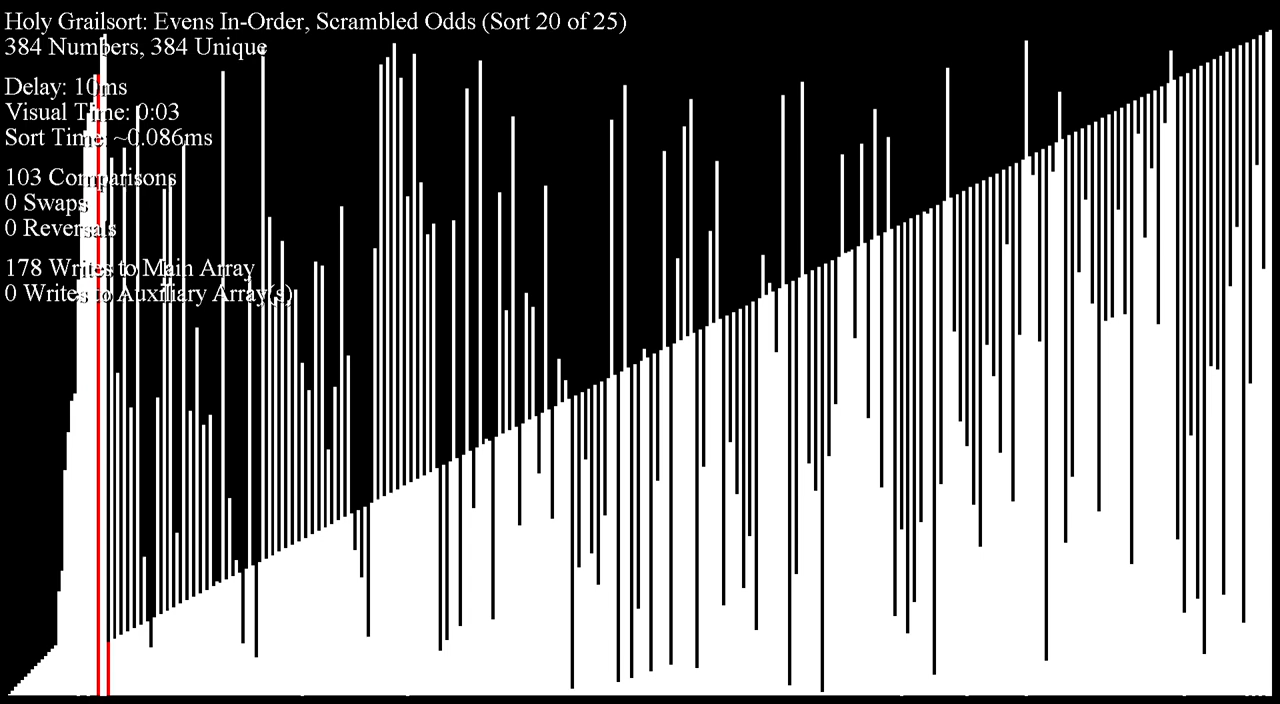 Holy Grailsort: Evens In-Order, Scrambled Odds (Sort 20 of 25)
384 Numbers, 384 Unique
Delay: 10ms
Visual Time: 0:03
Sort Time: ~0.086ms
103 Comparisons
0 Swaps
0 Reversals
178 Writes to Main Array
0 Writes to Auxiliary Array(s)